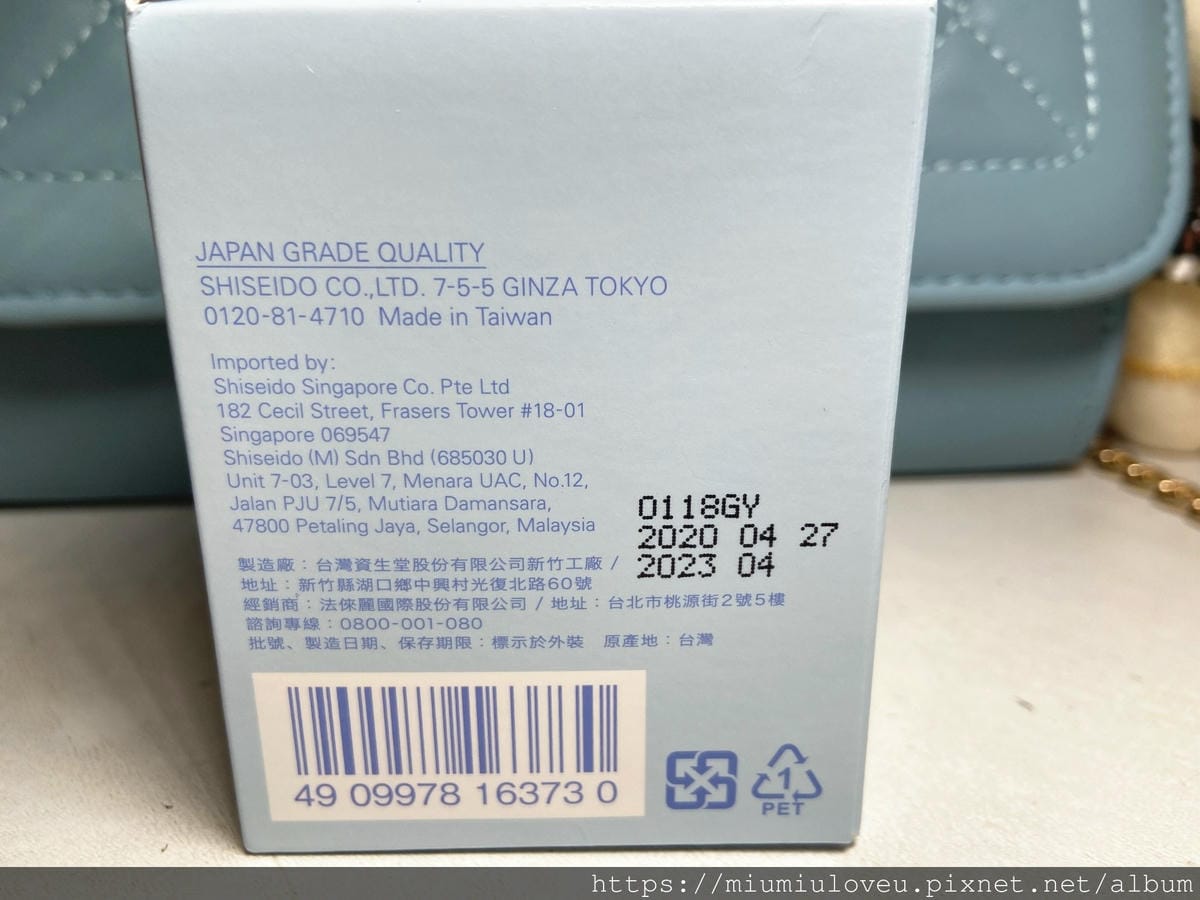 JAPAN GRADE QUALITY
SHISEIDO CO.,LTD. 7-5-5 GINZA TOKYO
0120-81-4710 Made in Taiwan
Imported by:
Shiseido Singapore Co. Pte Ltd
182 Cecil Street, Frasers Tower #18-01
Singapore 069547
Shiseido (M) Sdn Bhd (685030 U)
Unit 7-03, Level 7, Menara UAC, No.12,
Jalan PJU 7/5, Mutiara Damansara,
47800 Petaling Jaya, Selangor, Malaysia
0118GY
2020 04 27
2023 04
製造廠：台灣資生堂股份有限公司新竹工廠 /
地址：新竹縣湖口鄉中興村光復北路60號
經銷商：法倈麗國際股份有限公司 / 地址：台北市桃源街2號5樓
諮詢專線：0800-001-080
批號、製造日期、保存期限：標示於外裝 原產地：台灣
49 09978 16373 0
1
PET
https://miumiuloveu.pixnet.net/album